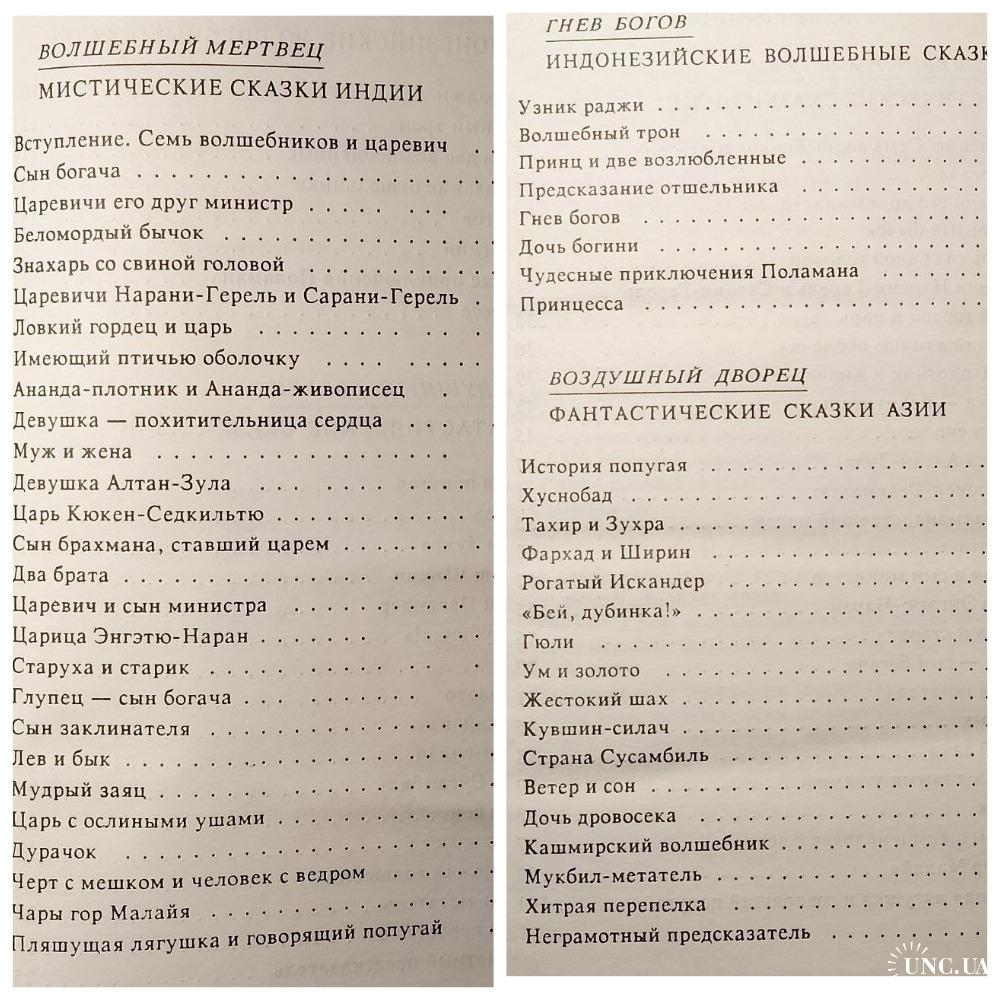 ВОЛШЕБНЫЙ МЕРТВЕЦ
МИСТИЧЕСКИЕ СКАЗКИ ИНДИИ
Вступление. Семь волшебников и царевич
Сын богача
Царевичи его друг министр
Беломордый бычок
Знахарь со свиной головой
Царевичи Нарани-Герель и Сарани-Герель
Ловкий гордец и царь
Имеющий птичью оболочку
Ананда-плотник и Ананда-живописец
Девушка — похитительница сердца
Муж и жена
Девушка Алтан-Зула
Царь Кюкен-Седкильтю
Сын брахмана, ставший царем
Два брата
Царевич и сын министра
Царица Энгэтю-Наран
Старуха и старик
Глупец — сын богача
Сын заклинателя
Лев и бык
Мудрый заяц
Царь с ослиными ушами
Дурачок
Черт с мешком и человек с ведром
Чары гор Малайя
Пляшущая лягушка и говорящий попугай
ГНЕВ БОГОВ
ИНДОНЕЗИЙСКИЕ ВОЛШЕБНЫЕ СКАЗК
Узник раджи
Волшебный трон
Принц и две возлюбленные
Предсказание отшельника
Гнев богов
Дочь богини
Чудесные приключения Поламана
Принцесса
ВОЗДУШНЫЙ ДВОРЕЦ
ФАНТАСТИЧЕСКИЕ СКАЗКИ АЗИИ
История попугая
Хуснобад
Тахир и Зухра
Фархад и Ширин
Рогатый Искандер
«Бей, дубинка!»
Гюли
Ум и золото
Жестокий шах
Кувшин-силач
Страна Сусамбиль
Ветер и сон
Дочь дровосека
Кашмирский волшебник
Мукбил-метатель
Хитрая перепелка
Неграмотный предсказатель
UNC.UA